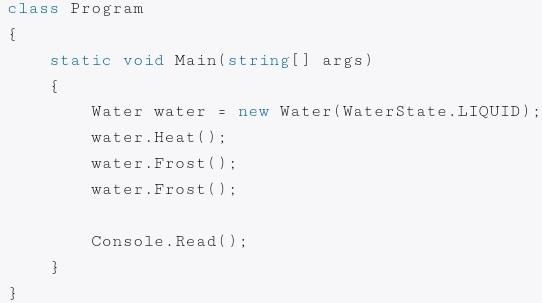 class Program
{
    static void Main(string[] args)
    {
        Water water = new Water(WaterState.LIQUID);
        water.Heat();
        water.Frost();
        water.Frost();

        Console.Read();
    }
}